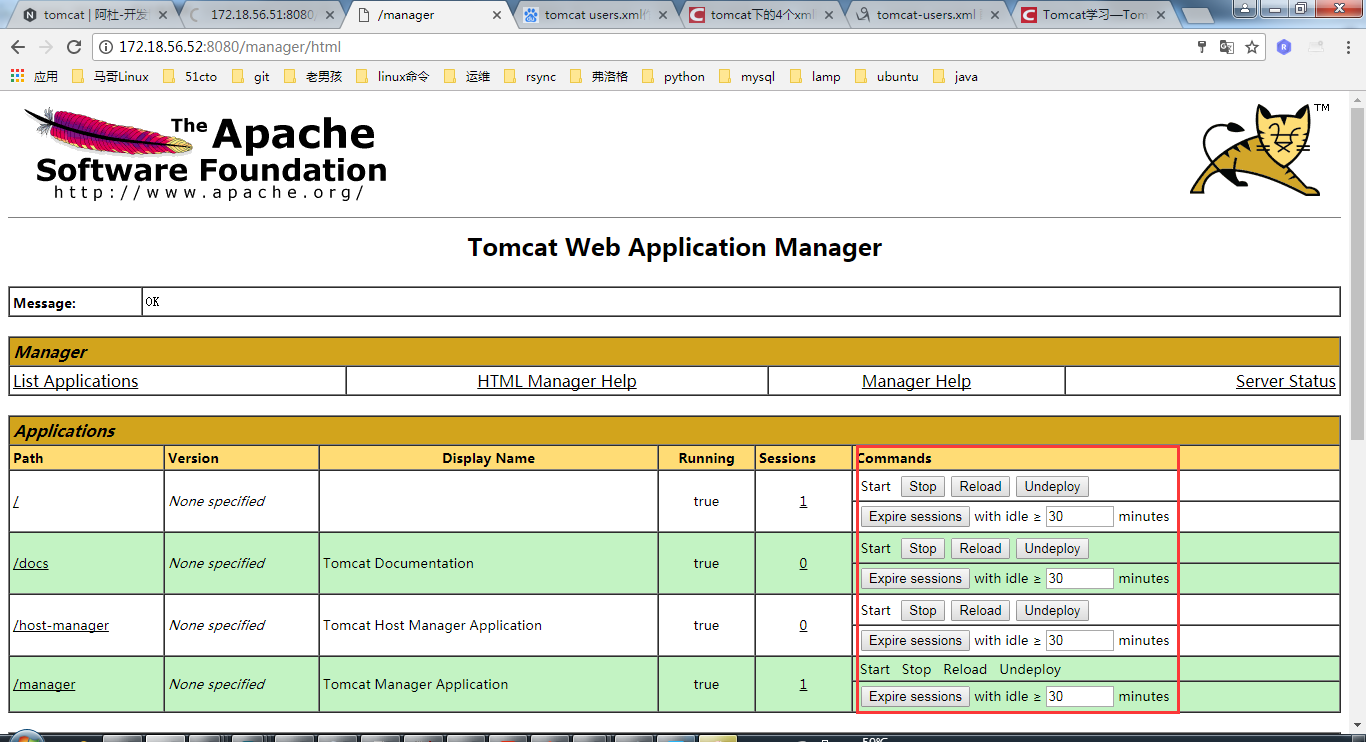 tomcat | 阿杜-开发
172.18.56.51:8080
/manager
tomcat users.xml
tomcat下的4个xml
tomcat-users.xml
Tomcat学习—Tom
172.18.56.52:8080/manager/html
应用 马哥Linux 51cto git 老男孩 linux命令 运维 rsync 弗洛格 python mysql lamp ubuntu java
The Apache
Software Foundation
http://www.apache.org/
TM
Tomcat Web Application Manager
Message: OK
Manager
List Applications HTML Manager Help Manager Help Server Status
Applications
Path Version Display Name Running Sessions Commands
/ None specified true 1
Start Stop Reload Undeploy
Expire sessions with idle ≥ 30 minutes
/docs None specified Tomcat Documentation true 0
Start Stop Reload Undeploy
Expire sessions with idle ≥ 30 minutes
/host-manager None specified Tomcat Host Manager Application true 0
Start Stop Reload Undeploy
Expire sessions with idle ≥ 30 minutes
/manager None specified Tomcat Manager Application true 1
Start Stop Reload Undeploy
Expire sessions with idle ≥ 30 minutes